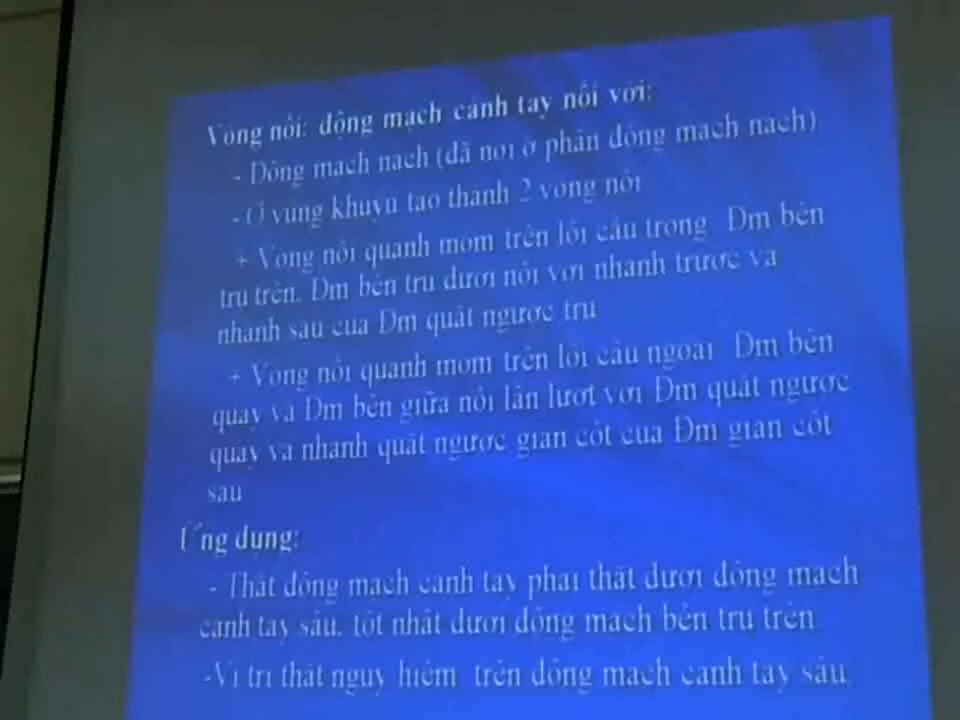 Vòng nối: động mạch cánh tay nối với:
- Động mạch nách (đã nói ở phần động mạch nách)
- Ở vùng khuỷu tạo thành 2 vòng nối
+ Vòng nối quanh mỏm trên lồi cầu trong: Đm bên
trụ trên, Đm bên trụ dưới nối với nhánh trước và
nhánh sau của Đm quặt ngược trụ
+ Vòng nối quanh mỏm trên lồi cầu ngoài: Đm bên
quay và Đm bên giữa nối lần lượt với Đm quặt ngược
quay và nhánh quặt ngược gian cốt của Đm gian cốt
sau
Ứng dụng:
- Thắt động mạch cánh tay phải thắt dưới động mạch
cánh tay sâu, tốt nhất dưới động mạch bên trụ trên.
-Vị trí thắt nguy hiểm trên động mạch cánh tay sâu.